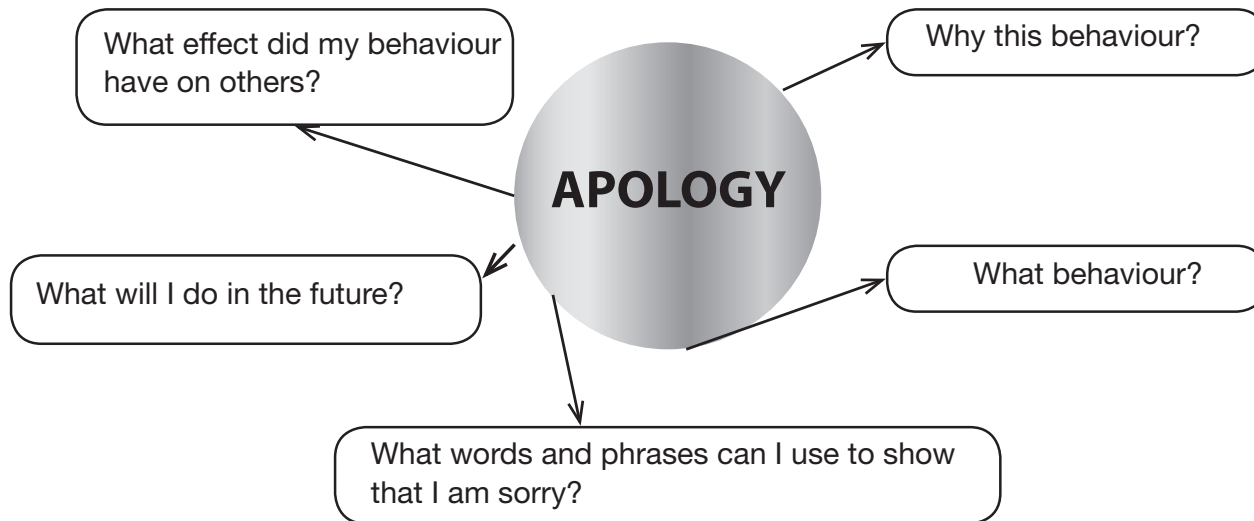 What effect did my behaviour
have on others?
Why this behaviour?
APOLOGY
What will I do in the future?
What behaviour?
What words and phrases can I use to show
that I am sorry?